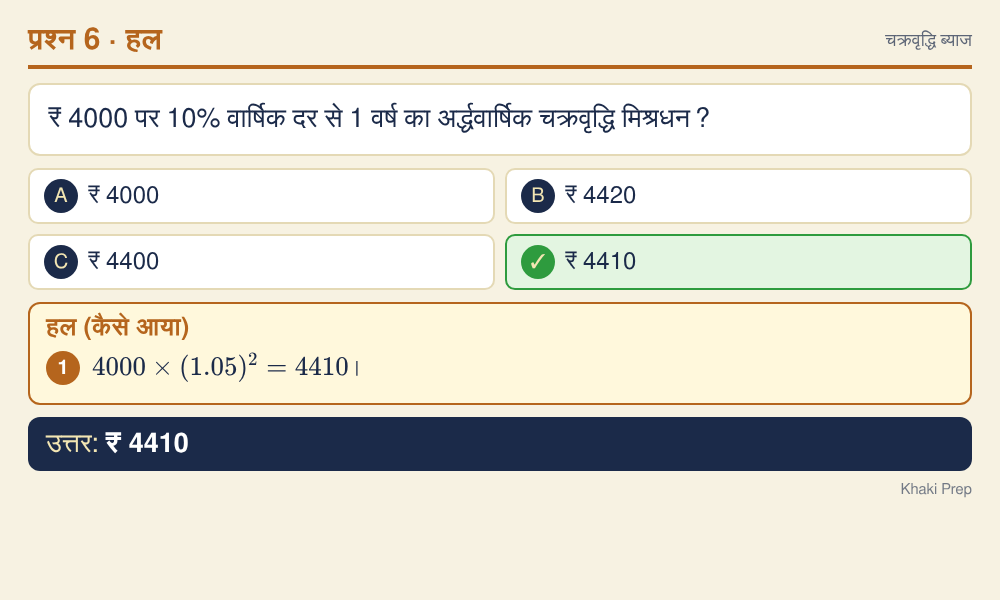 प्रश्न 6 · हल
चक्रवृद्धि ब्याज
₹ 4000 पर 10% वार्षिक दर से 1 वर्ष का अर्द्धवार्षिक चक्रवृद्धि मिश्रधन ?
A ₹ 4000
B ₹ 4420
C ₹ 4400
✓ ₹ 4410
हल (कैसे आया)
1 4000 × (1.05)² = 4410।
उत्तर: ₹ 4410
Khaki Prep